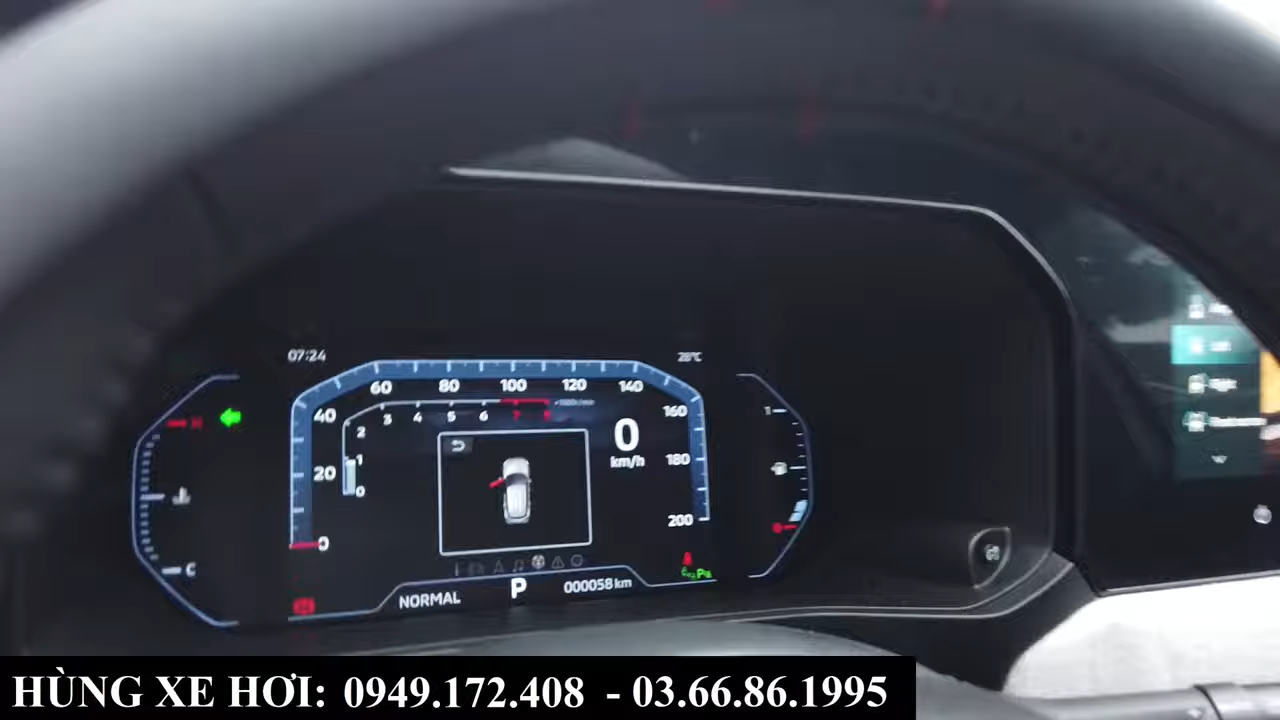 07:24
28°C
60 80 100 120 140
40
160
3 4 5 6 7 8
2
0
km/h
1
1
180
20
0
200
0
C
NORMAL
P
000058 km
HÙNG XE HƠI: 0949.172.408 - 03.66.86.1995